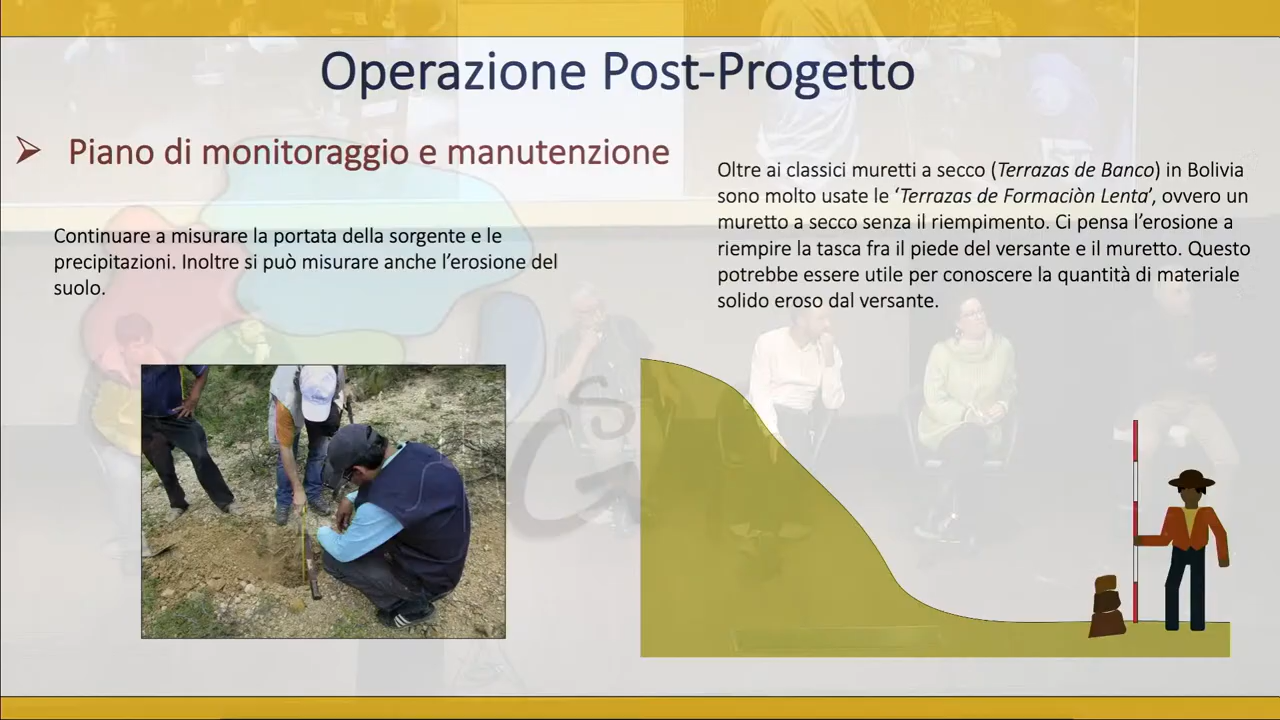 Operazione Post-Progetto
➢ Piano di monitoraggio e manutenzione
Continuare a misurare la portata della sorgente e le
precipitazioni. Inoltre si può misurare anche l’erosione del
suolo.
Oltre ai classici muretti a secco (Terrazas de Banco) in Bolivia
sono molto usate le ‘Terrazas de Formaciòn Lenta’, ovvero un
muretto a secco senza il riempimento. Ci pensa l’erosione a
riempire la tasca fra il piede del versante e il muretto. Questo
potrebbe essere utile per conoscere la quantità di materiale
solido eroso dal versante.